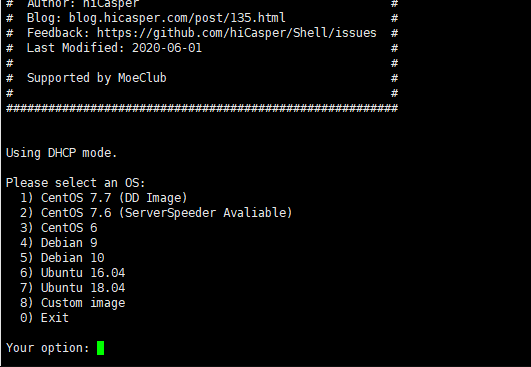 #  Author: hiCasper                                    #
#  Blog: blog.hicasper.com/post/135.html               #
#  Feedback: https://github.com/hiCasper/Shell/issues  #
#  Last Modified: 2020-06-01                           #
#                                                      #
#  Supported by MoeClub                                #
#                                                      #
########################################################
Using DHCP mode.
Please select an OS:
1) CentOS 7.7 (DD Image)
2) CentOS 7.6 (ServerSpeeder Avaliable)
3) CentOS 6
4) Debian 9
5) Debian 10
6) Ubuntu 16.04
7) Ubuntu 18.04
8) Custom image
0) Exit
Your option: